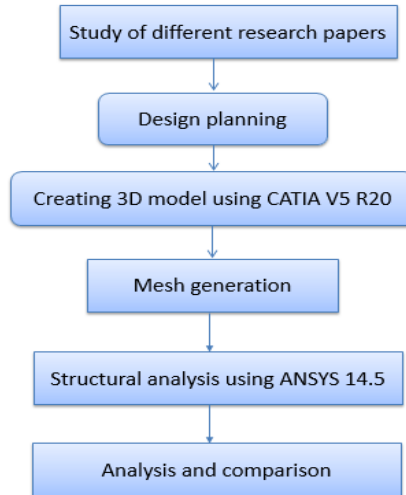 Study of different research papers
Design planning
Creating 3D model using CATIA V5 R20
Mesh generation
Structural analysis using ANSYS 14.5
Analysis and comparison